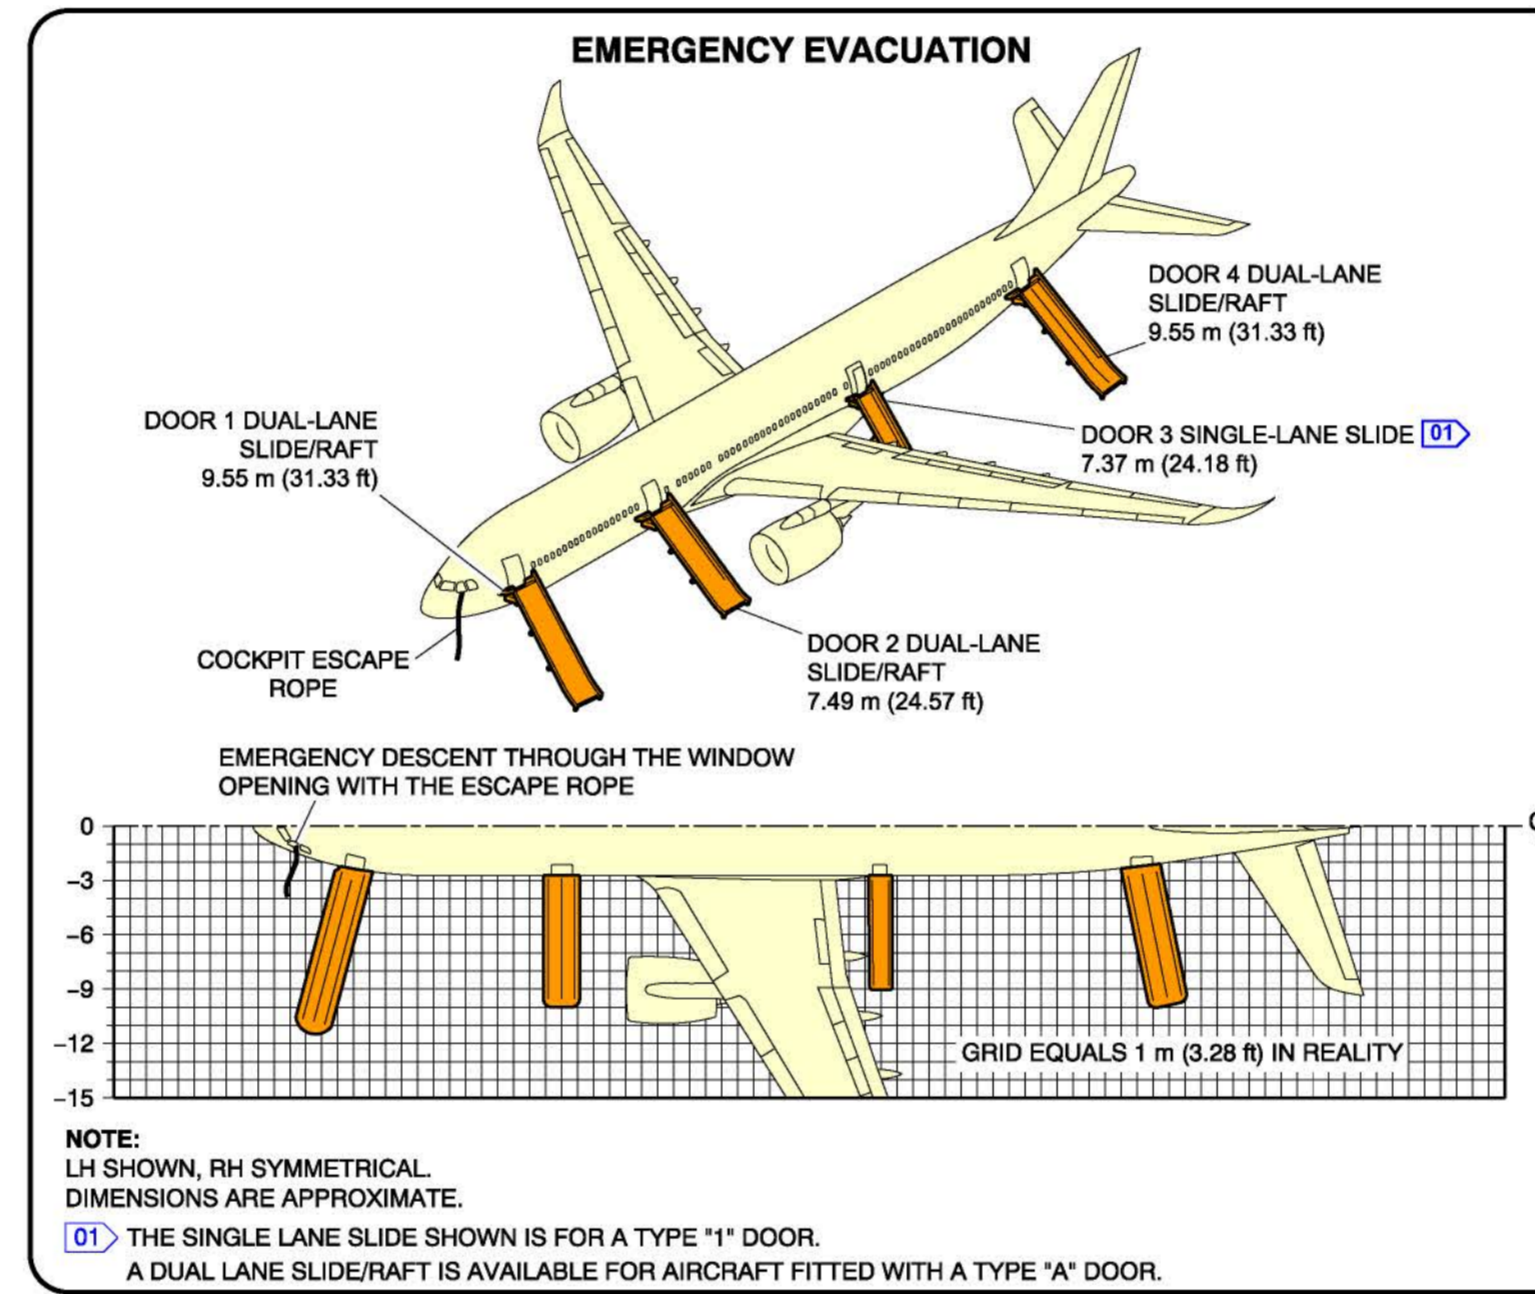 EMERGENCY EVACUATION
DOOR 4 DUAL-LANE
SLIDE/RAFT
9.55 m (31.33 ft)
DOOR 1 DUAL-LANE
SLIDE/RAFT
9.55 m (31.33 ft)
DOOR 3 SINGLE-LANE SLIDE 01
7.37 m (24.18 ft)
DOOR 2 DUAL-LANE
SLIDE/RAFT
7.49 m (24.57 ft)
COCKPIT ESCAPE
ROPE
EMERGENCY DESCENT THROUGH THE WINDOW
OPENING WITH THE ESCAPE ROPE
0
−3
−6
−9
−12
−15
GRID EQUALS 1 m (3.28 ft) IN REALITY
NOTE:
LH SHOWN, RH SYMMETRICAL.
DIMENSIONS ARE APPROXIMATE.
01 THE SINGLE LANE SLIDE SHOWN IS FOR A TYPE "1" DOOR.
A DUAL LANE SLIDE/RAFT IS AVAILABLE FOR AIRCRAFT FITTED WITH A TYPE "A" DOOR.